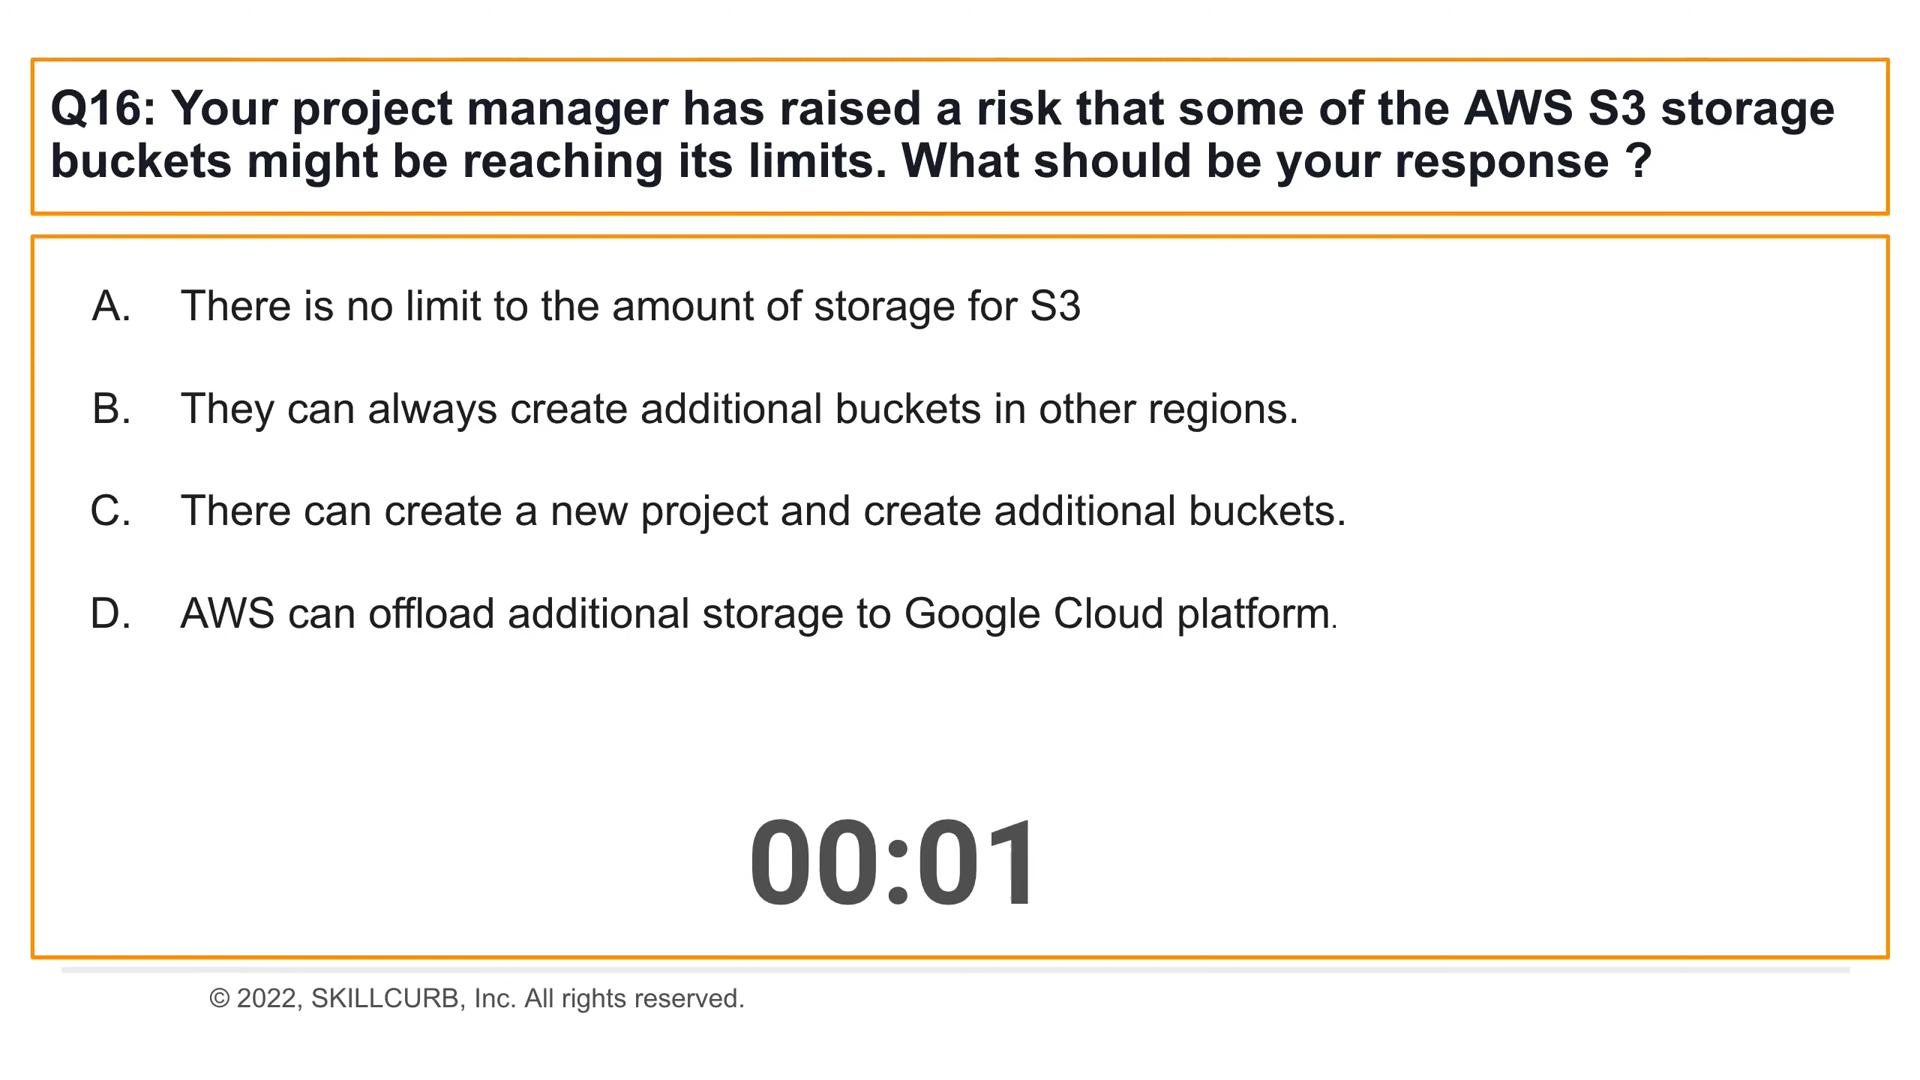 Q16: Your project manager has raised a risk that some of the AWS S3 storage
buckets might be reaching its limits. What should be your response ?
A. There is no limit to the amount of storage for S3
B. They can always create additional buckets in other regions.
C. There can create a new project and create additional buckets.
D. AWS can offload additional storage to Google Cloud platform.
00:01
© 2022, SKILLCURB, Inc. All rights reserved.